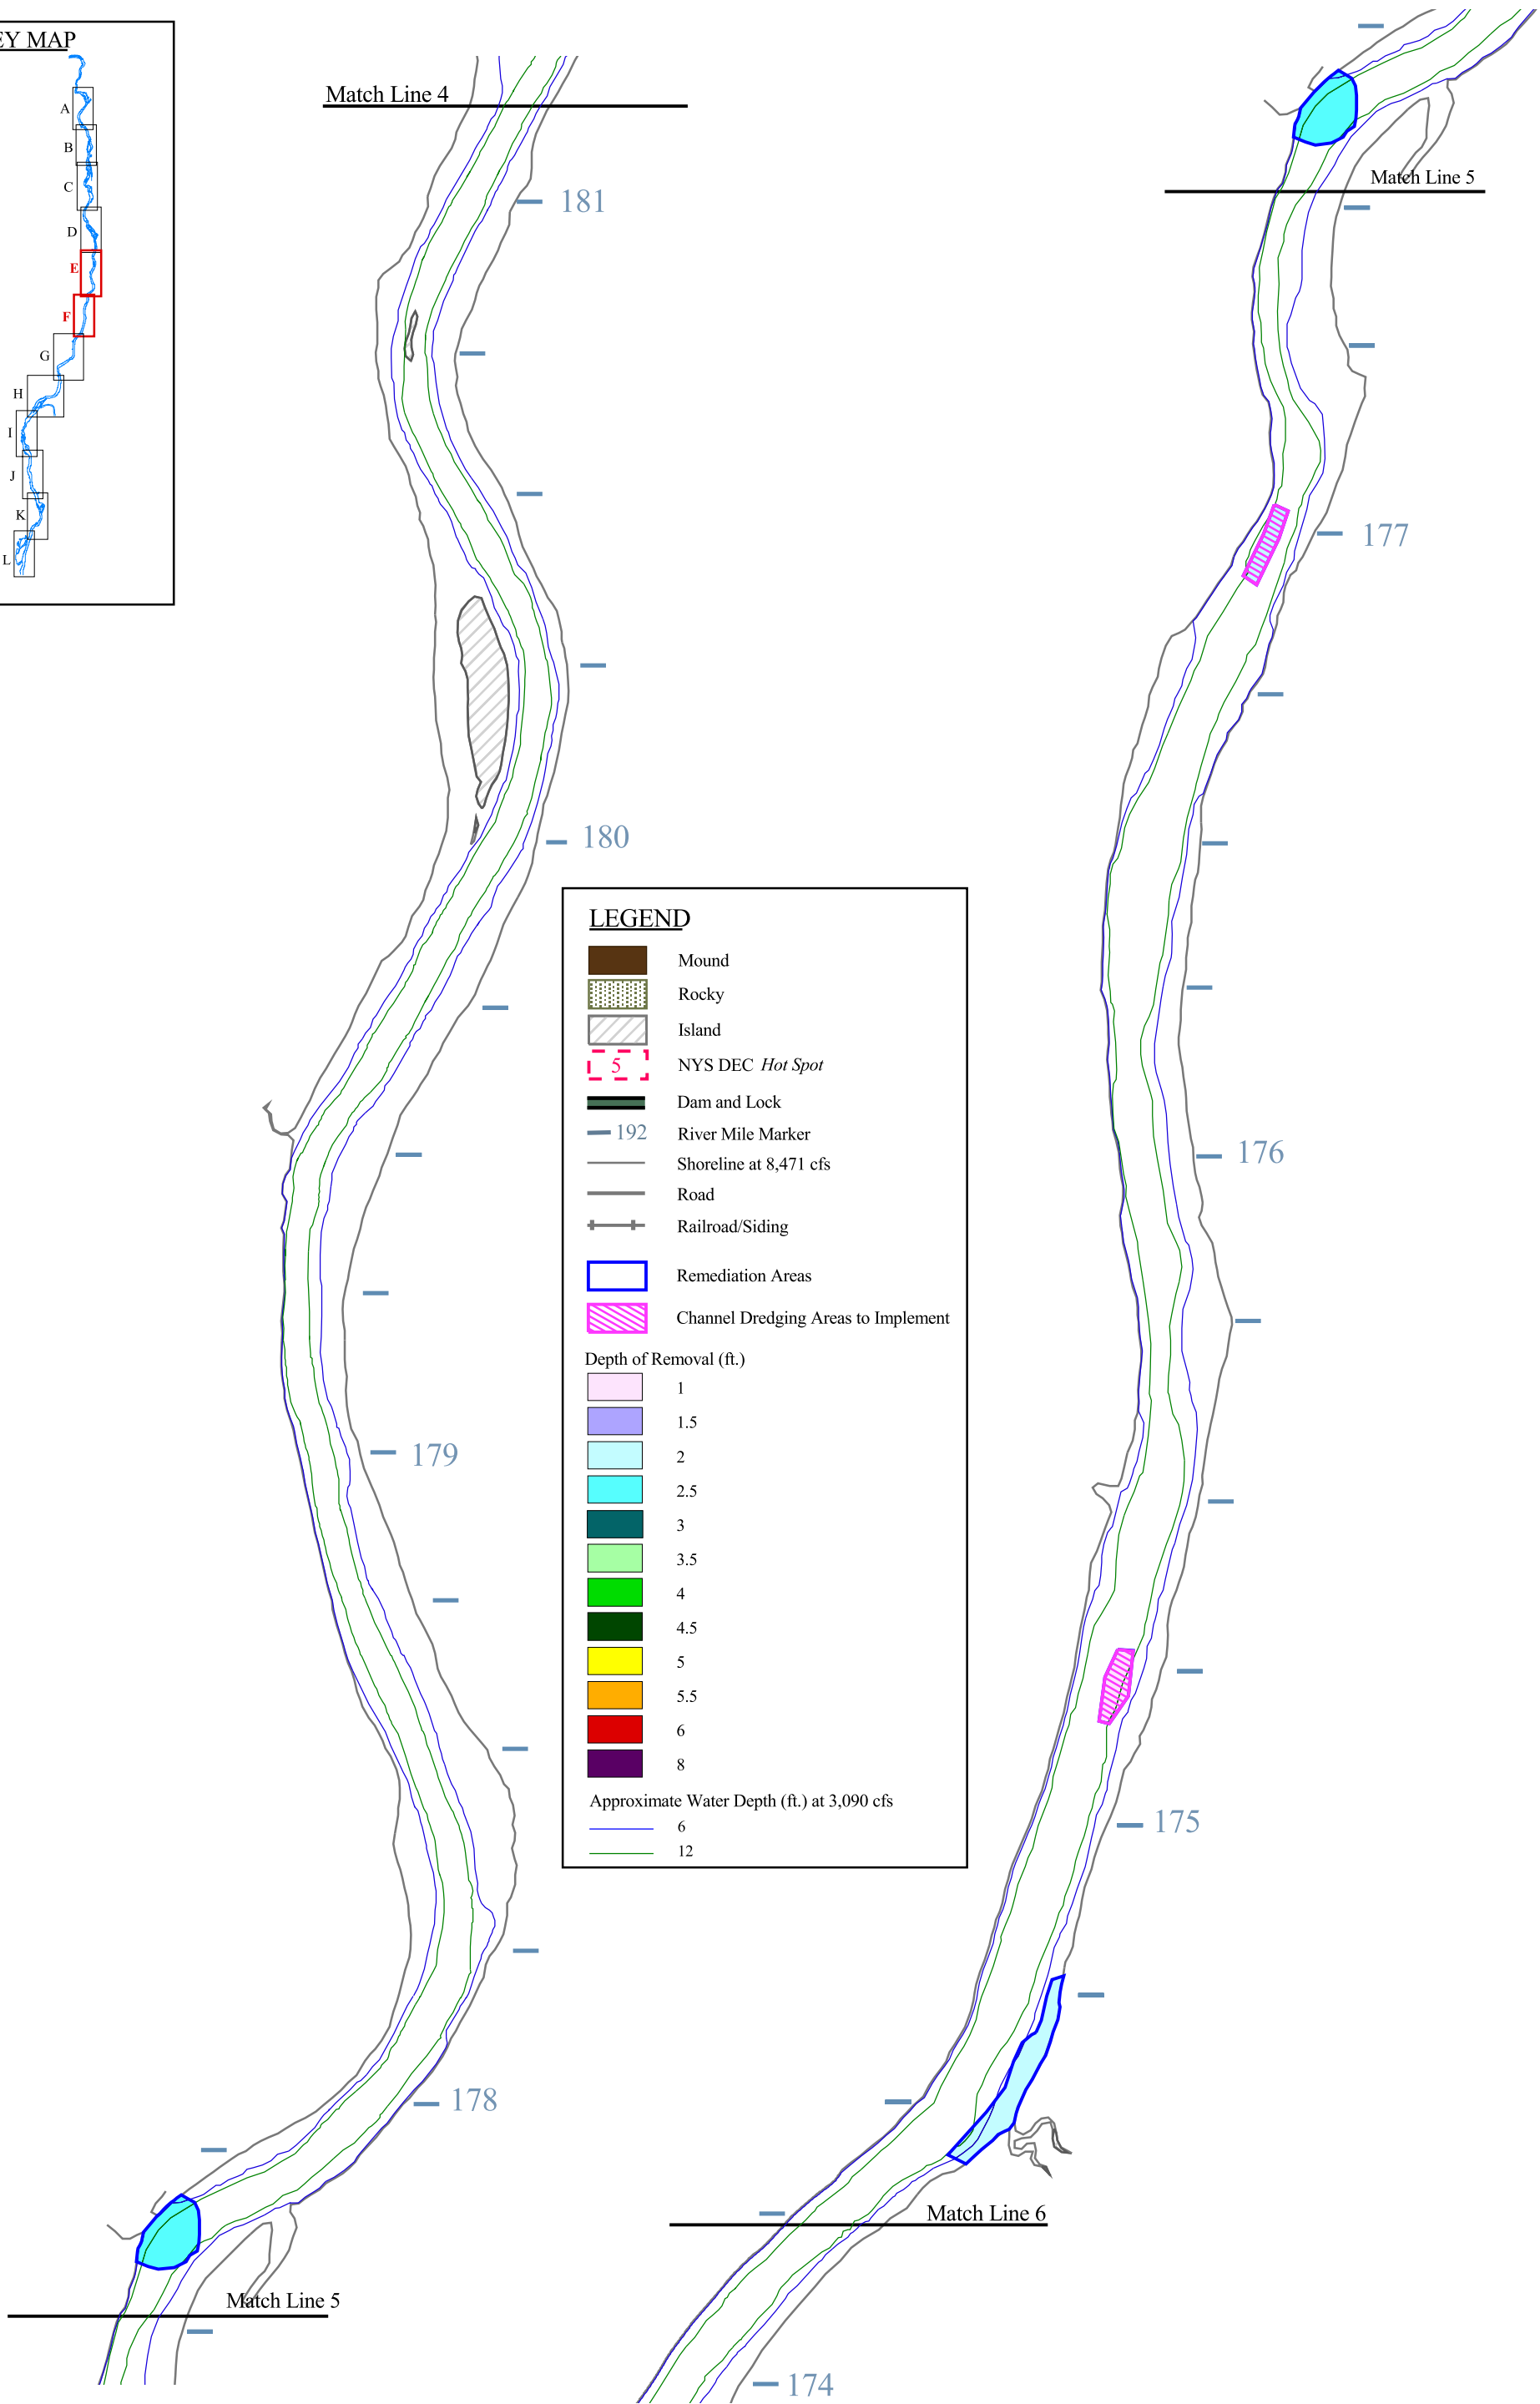 EY MAP
A
B
C
D
E
F
G
H
I
J
K
L
Match Line 4
181
180
179
178
Match Line 5
Match Line 5
177
176
175
Match Line 6
174
LEGEND
Mound
Rocky
Island
5 NYS DEC Hot Spot
Dam and Lock
192 River Mile Marker
Shoreline at 8,471 cfs
Road
Railroad/Siding
Remediation Areas
Channel Dredging Areas to Implement
Depth of Removal (ft.)
1
1.5
2
2.5
3
3.5
4
4.5
5
5.5
6
8
Approximate Water Depth (ft.) at 3,090 cfs
6
12